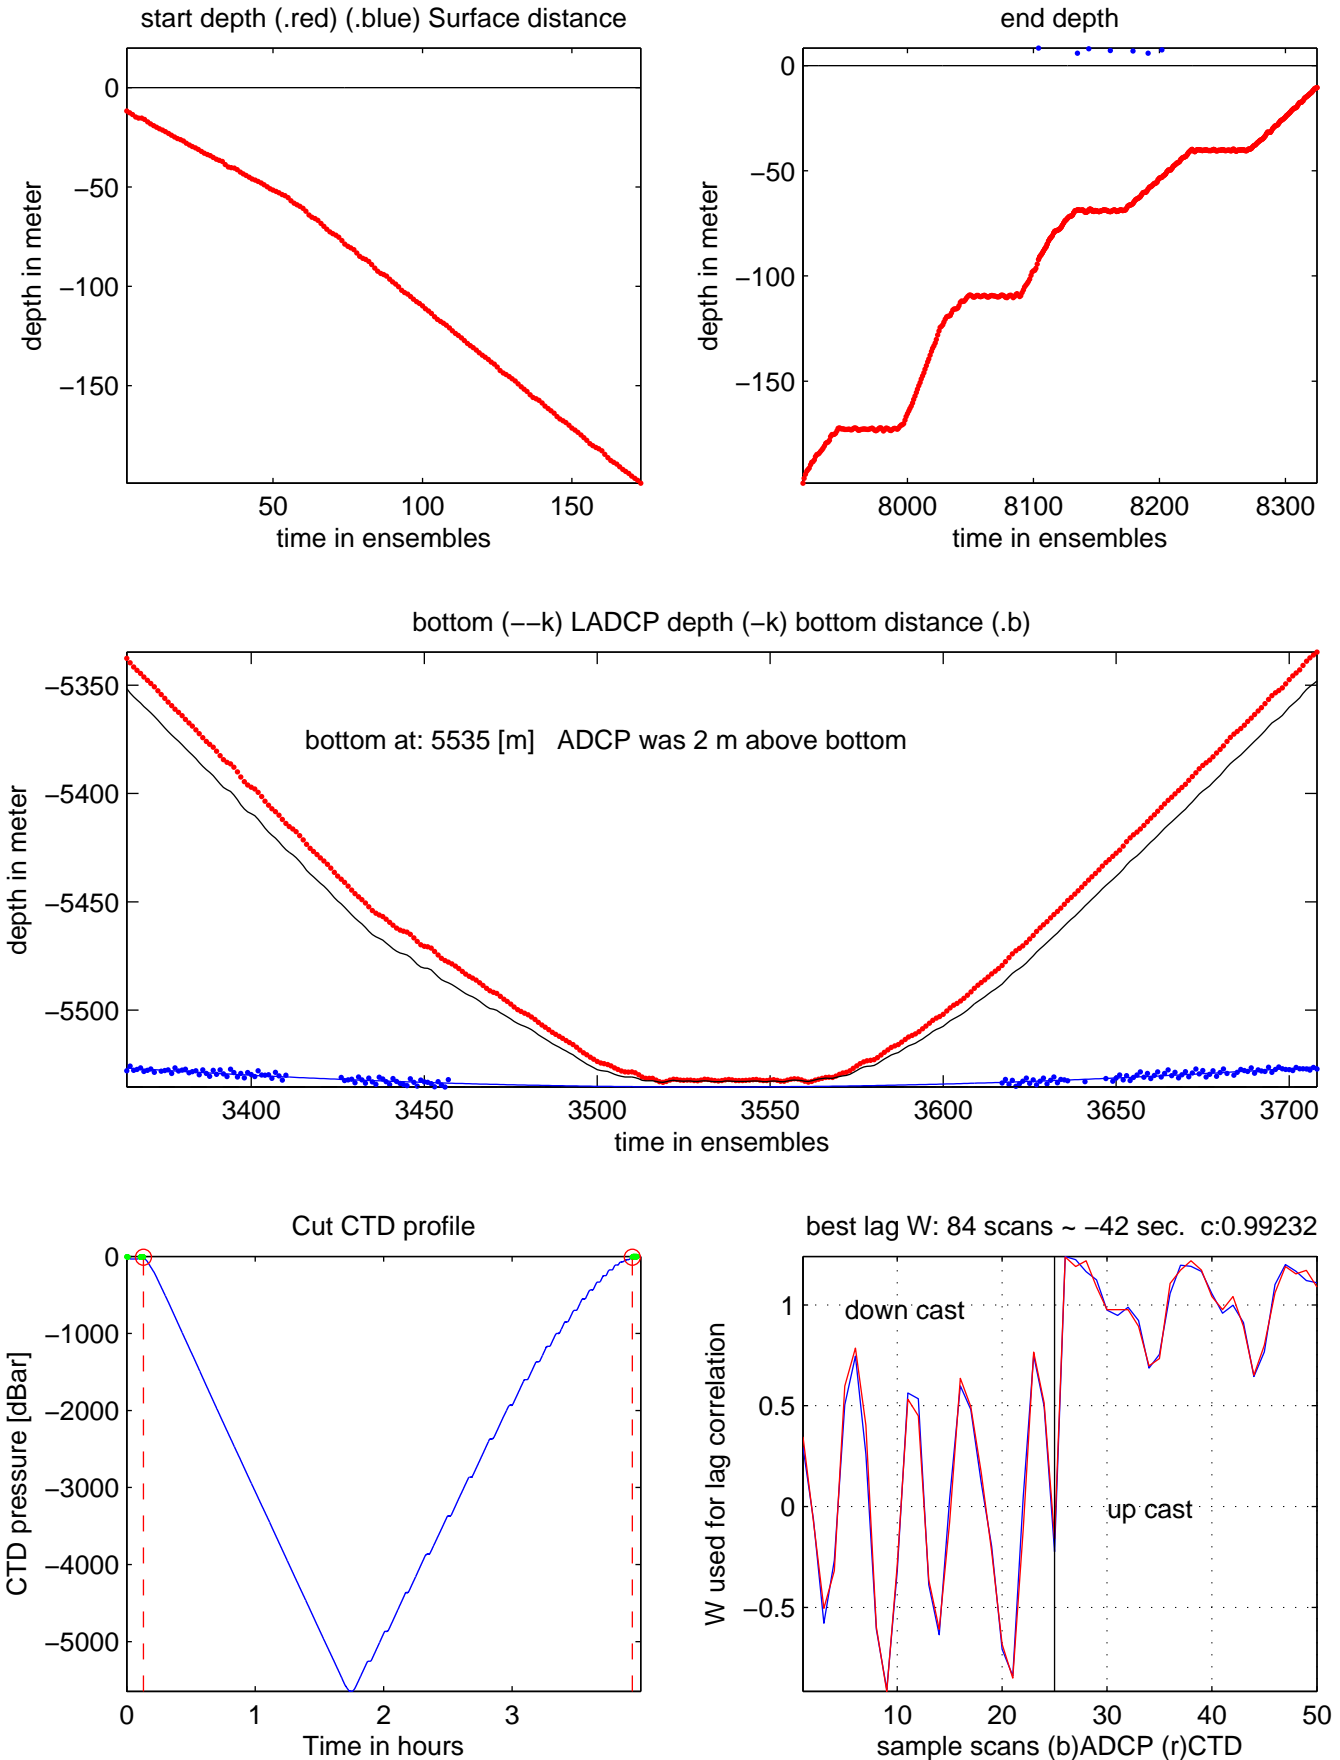 start depth (.red) (.blue) Surface distance
0
−50
−100
−150
depth in meter
50
100
150
time in ensembles
end depth
0
−50
−100
−150
depth in meter
8000
8100
8200
8300
time in ensembles
bottom (−−k) LADCP depth (−k) bottom distance (.b)
−5350
−5400
−5450
−5500
depth in meter
bottom at: 5535 [m]   ADCP was 2 m above bottom
3400
3450
3500
3550
3600
3650
3700
time in ensembles
Cut CTD profile
0
−1000
−2000
−3000
−4000
−5000
CTD pressure [dBar]
0
1
2
3
Time in hours
best lag W: 84 scans ~ −42 sec.  c:0.99232
1
0.5
0
−0.5
W used for lag correlation
down cast
up cast
10
20
30
40
50
sample scans (b)ADCP (r)CTD